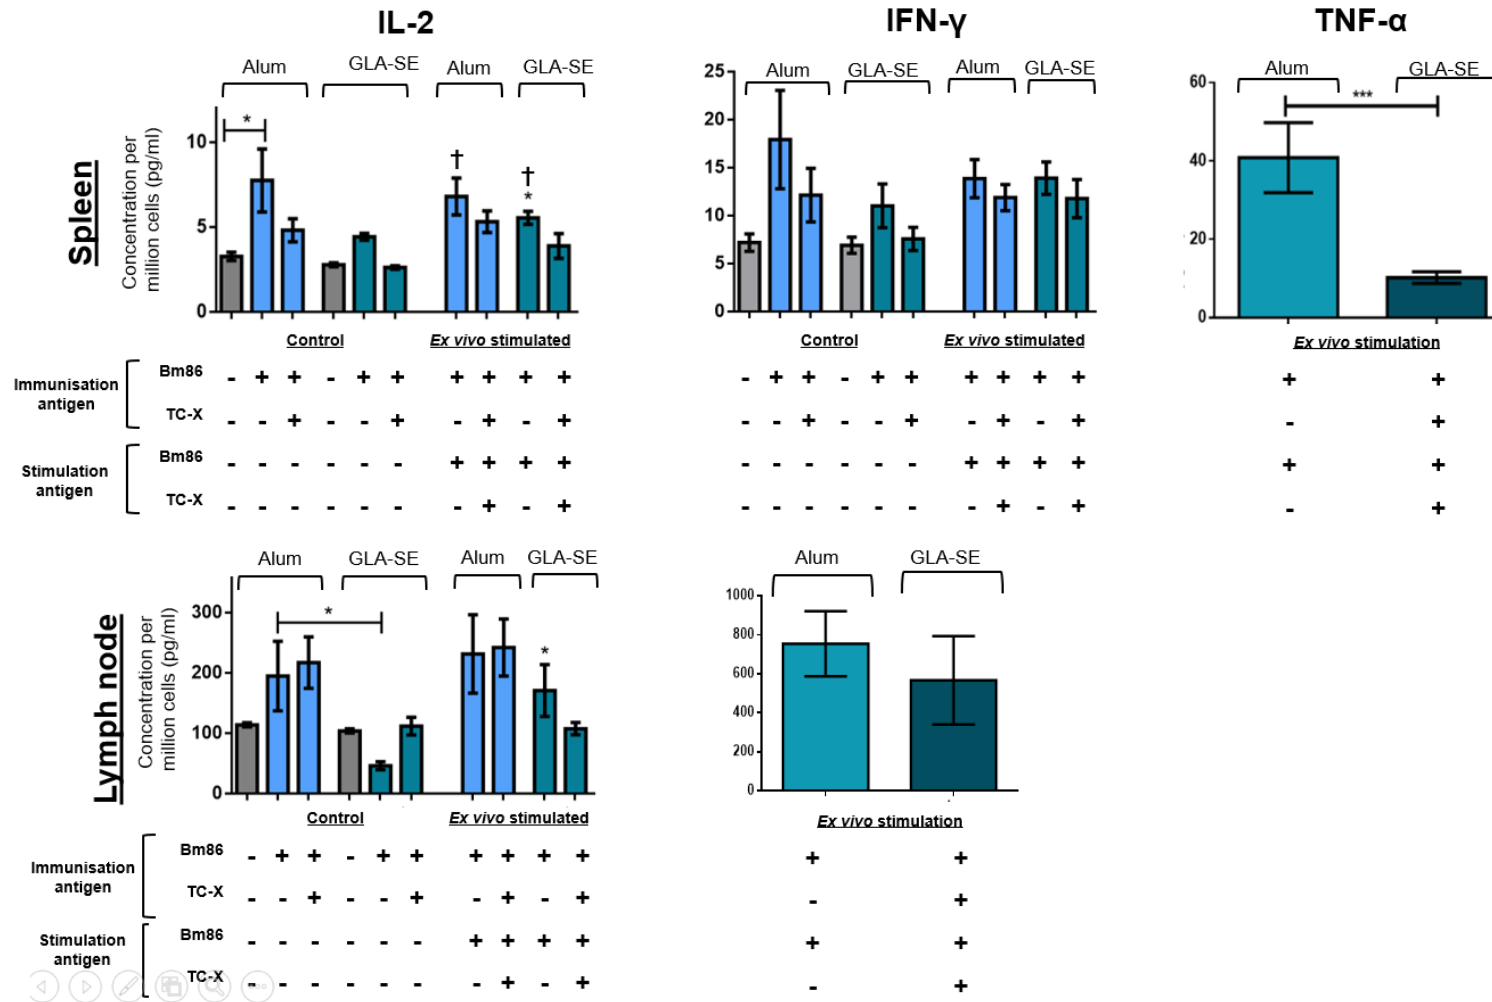 IL-2
IFN-γ
TNF-α
Spleen
Concentration per
million cells (pg/ml)
Alum GLA-SE Alum GLA-SE
10
5
0
*
†
†
*
Control Ex vivo stimulated
Alum GLA-SE Alum GLA-SE
25
20
15
10
5
0
Control Ex vivo stimulated
Alum GLA-SE
60
40
20
0
***
Ex vivo stimulation
Immunisation
antigen
Bm86 - + + - + + + + + + - + + - + + + + + + + +
TC-X - - + - - + - + - + - - + - - + - + - + - +
Stimulation
antigen
Bm86 - - - - - - + + + + - - - - - - + + + + + +
TC-X - - - - - - - + - + - - - - - - - + - + - +
Lymph node
Concentration per
million cells (pg/ml)
Alum GLA-SE Alum GLA-SE
300
200
100
0
*
*
Control Ex vivo stimulated
Alum GLA-SE
1000
800
600
400
200
0
Ex vivo stimulation
Immunisation
antigen
Bm86 - + + - + + + + + + + +
TC-X - - + - - + - + - + - +
Stimulation
antigen
Bm86 - - - - - - + + + + + +
TC-X - - - - - - - + - + - +